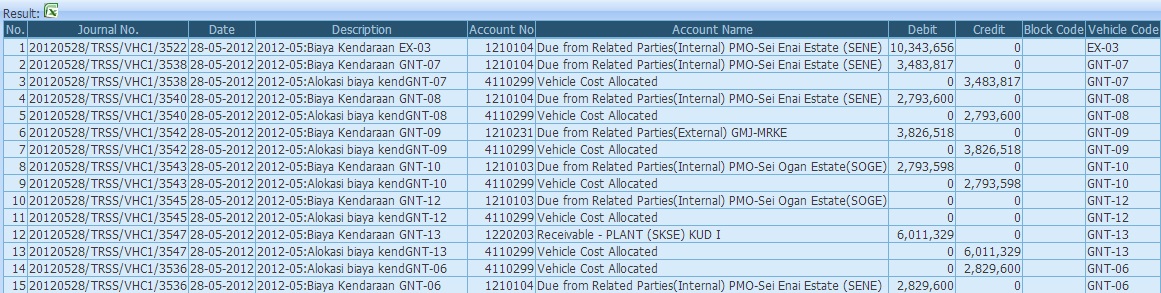 Result:
No. Journal No. Date Description Account No Account Name Debit Credit Block Code Vehicle Code
1 20120528/TRSS/VHC1/3522 28-05-2012 2012-05:Biaya Kendaraan EX-03 1210104 Due from Related Parties(Internal) PMO-Sei Enai Estate (SENE) 10,343,656 0 EX-03
2 20120528/TRSS/VHC1/3538 28-05-2012 2012-05:Biaya Kendaraan GNT-07 1210104 Due from Related Parties(Internal) PMO-Sei Enai Estate (SENE) 3,483,817 0 GNT-07
3 20120528/TRSS/VHC1/3538 28-05-2012 2012-05:Alokasi biaya kendGNT-07 4110299 Vehicle Cost Allocated 0 3,483,817 GNT-07
4 20120528/TRSS/VHC1/3540 28-05-2012 2012-05:Biaya Kendaraan GNT-08 1210104 Due from Related Parties(Internal) PMO-Sei Enai Estate (SENE) 2,793,600 0 GNT-08
5 20120528/TRSS/VHC1/3540 28-05-2012 2012-05:Alokasi biaya kendGNT-08 4110299 Vehicle Cost Allocated 0 2,793,600 GNT-08
6 20120528/TRSS/VHC1/3542 28-05-2012 2012-05:Biaya Kendaraan GNT-09 1210231 Due from Related Parties(External) GMJ-MRKE 3,826,518 0 GNT-09
7 20120528/TRSS/VHC1/3542 28-05-2012 2012-05:Alokasi biaya kendGNT-09 4110299 Vehicle Cost Allocated 0 3,826,518 GNT-09
8 20120528/TRSS/VHC1/3543 28-05-2012 2012-05:Biaya Kendaraan GNT-10 1210103 Due from Related Parties(Internal) PMO-Sei Ogan Estate(SOGE) 2,793,598 0 GNT-10
9 20120528/TRSS/VHC1/3543 28-05-2012 2012-05:Alokasi biaya kendGNT-10 4110299 Vehicle Cost Allocated 0 2,793,598 GNT-10
10 20120528/TRSS/VHC1/3545 28-05-2012 2012-05:Biaya Kendaraan GNT-12 1210103 Due from Related Parties(Internal) PMO-Sei Ogan Estate(SOGE) 0 0 GNT-12
11 20120528/TRSS/VHC1/3545 28-05-2012 2012-05:Alokasi biaya kendGNT-12 4110299 Vehicle Cost Allocated 0 0 GNT-12
12 20120528/TRSS/VHC1/3547 28-05-2012 2012-05:Biaya Kendaraan GNT-13 1220203 Receivable - PLANT (SKSE) KUD I 6,011,329 0 GNT-13
13 20120528/TRSS/VHC1/3547 28-05-2012 2012-05:Alokasi biaya kendGNT-13 4110299 Vehicle Cost Allocated 0 6,011,329 GNT-13
14 20120528/TRSS/VHC1/3536 28-05-2012 2012-05:Alokasi biaya kendGNT-06 4110299 Vehicle Cost Allocated 0 2,829,600 GNT-06
15 20120528/TRSS/VHC1/3536 28-05-2012 2012-05:Biaya Kendaraan GNT-06 1210104 Due from Related Parties(Internal) PMO-Sei Enai Estate (SENE) 2,829,600 0 GNT-06